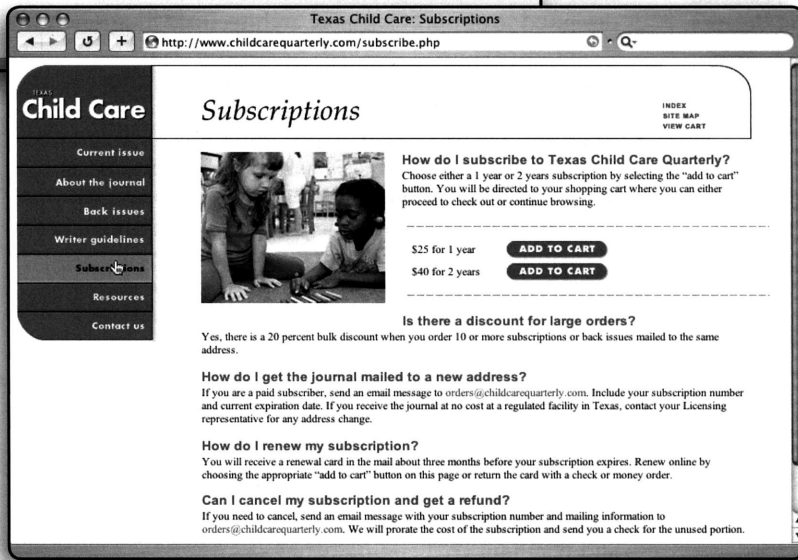 Texas Child Care: Subscriptions
http://www.childcarequarterly.com/subscribe.php
TEXAS
Child Care
Subscriptions
INDEX
SITE MAP
VIEW CART
Current issue
About the journal
Back issues
Writer guidelines
Subscriptions
Resources
Contact us
How do I subscribe to Texas Child Care Quarterly?
Choose either a 1 year or 2 years subscription by selecting the “add to cart”
button. You will be directed to your shopping cart where you can either
proceed to check out or continue browsing.
$25 for 1 year ADD TO CART
$40 for 2 years ADD TO CART
Is there a discount for large orders?
Yes, there is a 20 percent bulk discount when you order 10 or more subscriptions or back issues mailed to the same
address.
How do I get the journal mailed to a new address?
If you are a paid subscriber, send an email message to orders@childcarequarterly.com. Include your subscription number
and current expiration date. If you receive the journal at no cost at a regulated facility in Texas, contact your Licensing
representative for any address change.
How do I renew my subscription?
You will receive a renewal card in the mail about three months before your subscription expires. Renew online by
choosing the appropriate “add to cart” button on this page or return the card with a check or money order.
Can I cancel my subscription and get a refund?
If you need to cancel, send an email message with your subscription number and mailing information to
orders@childcarequarterly.com. We will prorate the cost of the subscription and send you a check for the unused portion.